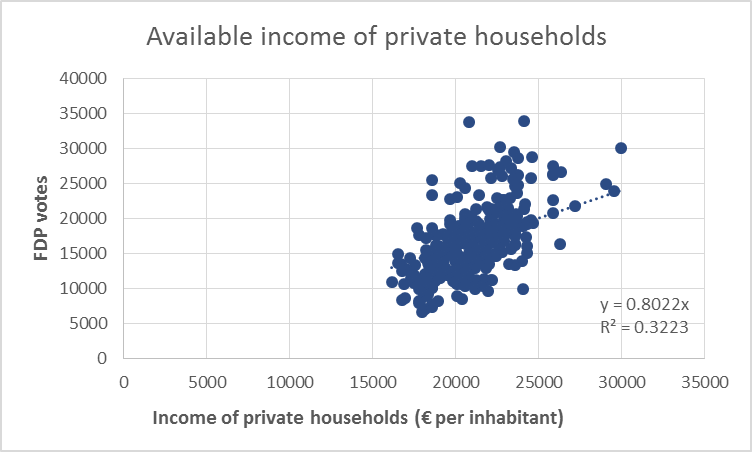 Available income of private households
40000
35000
30000
25000
20000
15000
10000
5000
0
FDP votes
y = 0.8022x
R² = 0.3223
0 5000 10000 15000 20000 25000 30000 35000
Income of private households (€ per inhabitant)